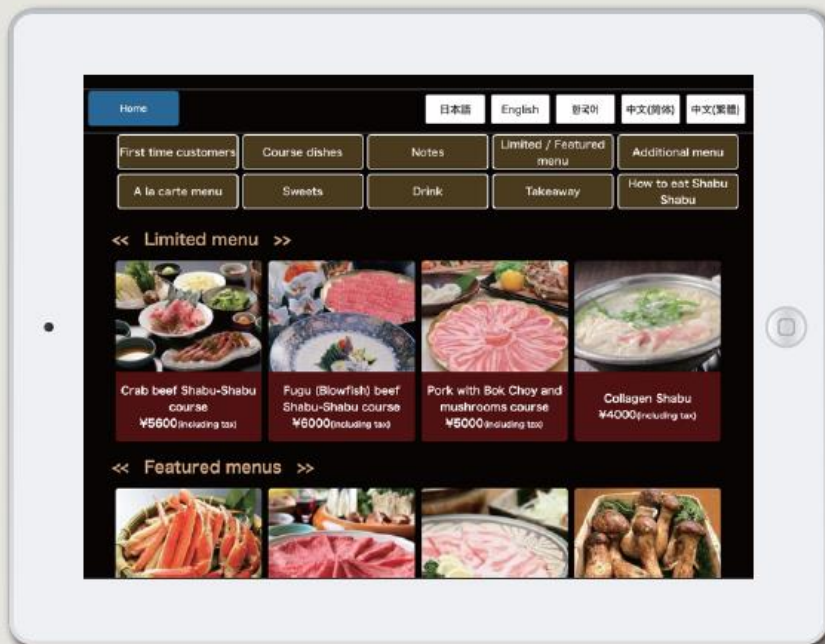 Home
日本語
English
한국어
中文(简体)
中文(繁體)
First time customers
Course dishes
Notes
Limited / Featured
menu
Additional menu
A la carte menu
Sweets
Drink
Takeaway
How to eat Shabu
Shabu
<< Limited menu >>
Crab beef Shabu-Shabu
course
¥5600(including tax)
Fugu (Blowfish) beef
Shabu-Shabu course
¥6000(including tax)
Pork with Bok Choy and
mushrooms course
¥5000(including tax)
Collagen Shabu
¥4000(including tax)
<< Featured menus >>